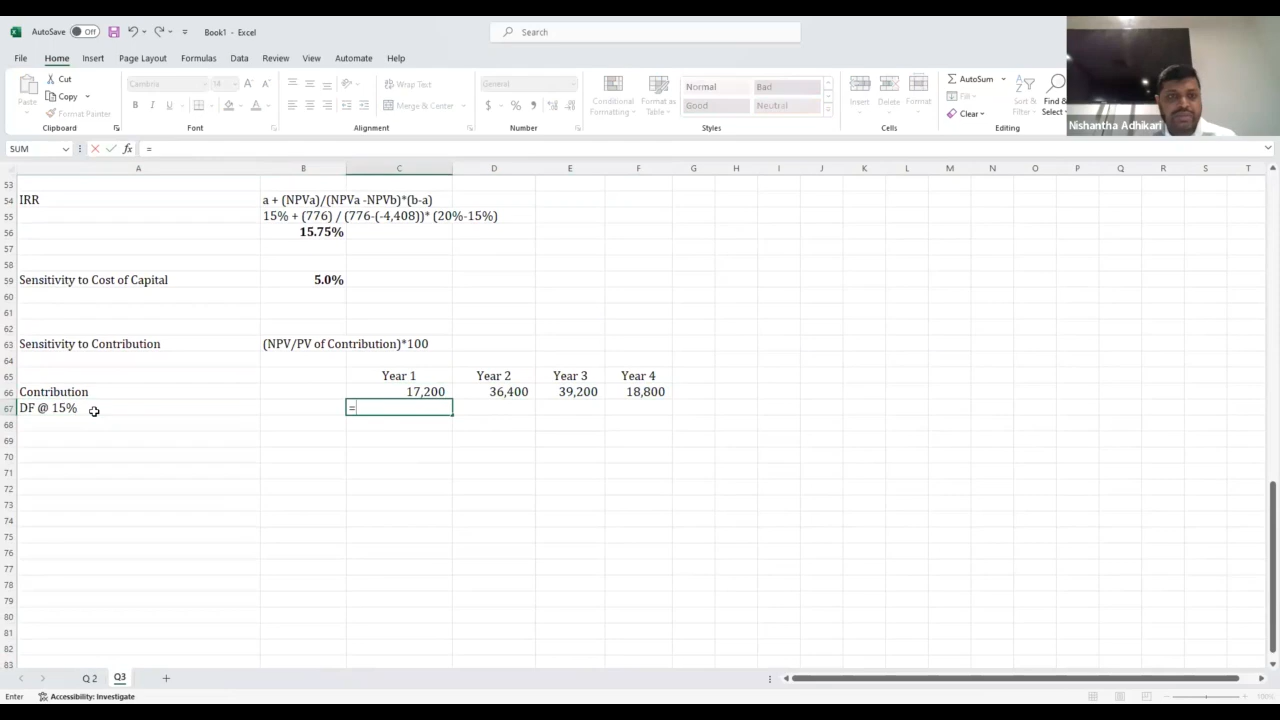 AutoSave Off Book1 - Excel Search
File Home Insert Page Layout Formulas Data Review View Automate Help
Paste Cut Copy Format Painter
Cambria 18 General
Wrap Text
Merge & Center
Conditional Formatting Format as Table
Normal Bad
Good Neutral
Insert Delete Format
AutoSum Fill Clear
Sort & Filter Find & Select
Clipboard Font Alignment Number Styles Cells Editing
Nishantha Adhikari
SUM fx =
A B C D E F G H I J K L M N O P Q R S T
53
54 IRR a + (NPVa)/(NPVa -NPVb)*(b-a)
55 15% + (776) / (776-(-4,408))* (20%-15%)
56 15.75%
57
58
59 Sensitivity to Cost of Capital 5.0%
60
61
62
63 Sensitivity to Contribution (NPV/PV of Contribution)*100
64
65 Year 1 Year 2 Year 3 Year 4
66 Contribution 17,200 36,400 39,200 18,800
67 DF @ 15% =
68
69
70
71
72
73
74
75
76
77
78
79
80
81
82
83
Q 2 Q3
Enter Accessibility: Investigate 100%